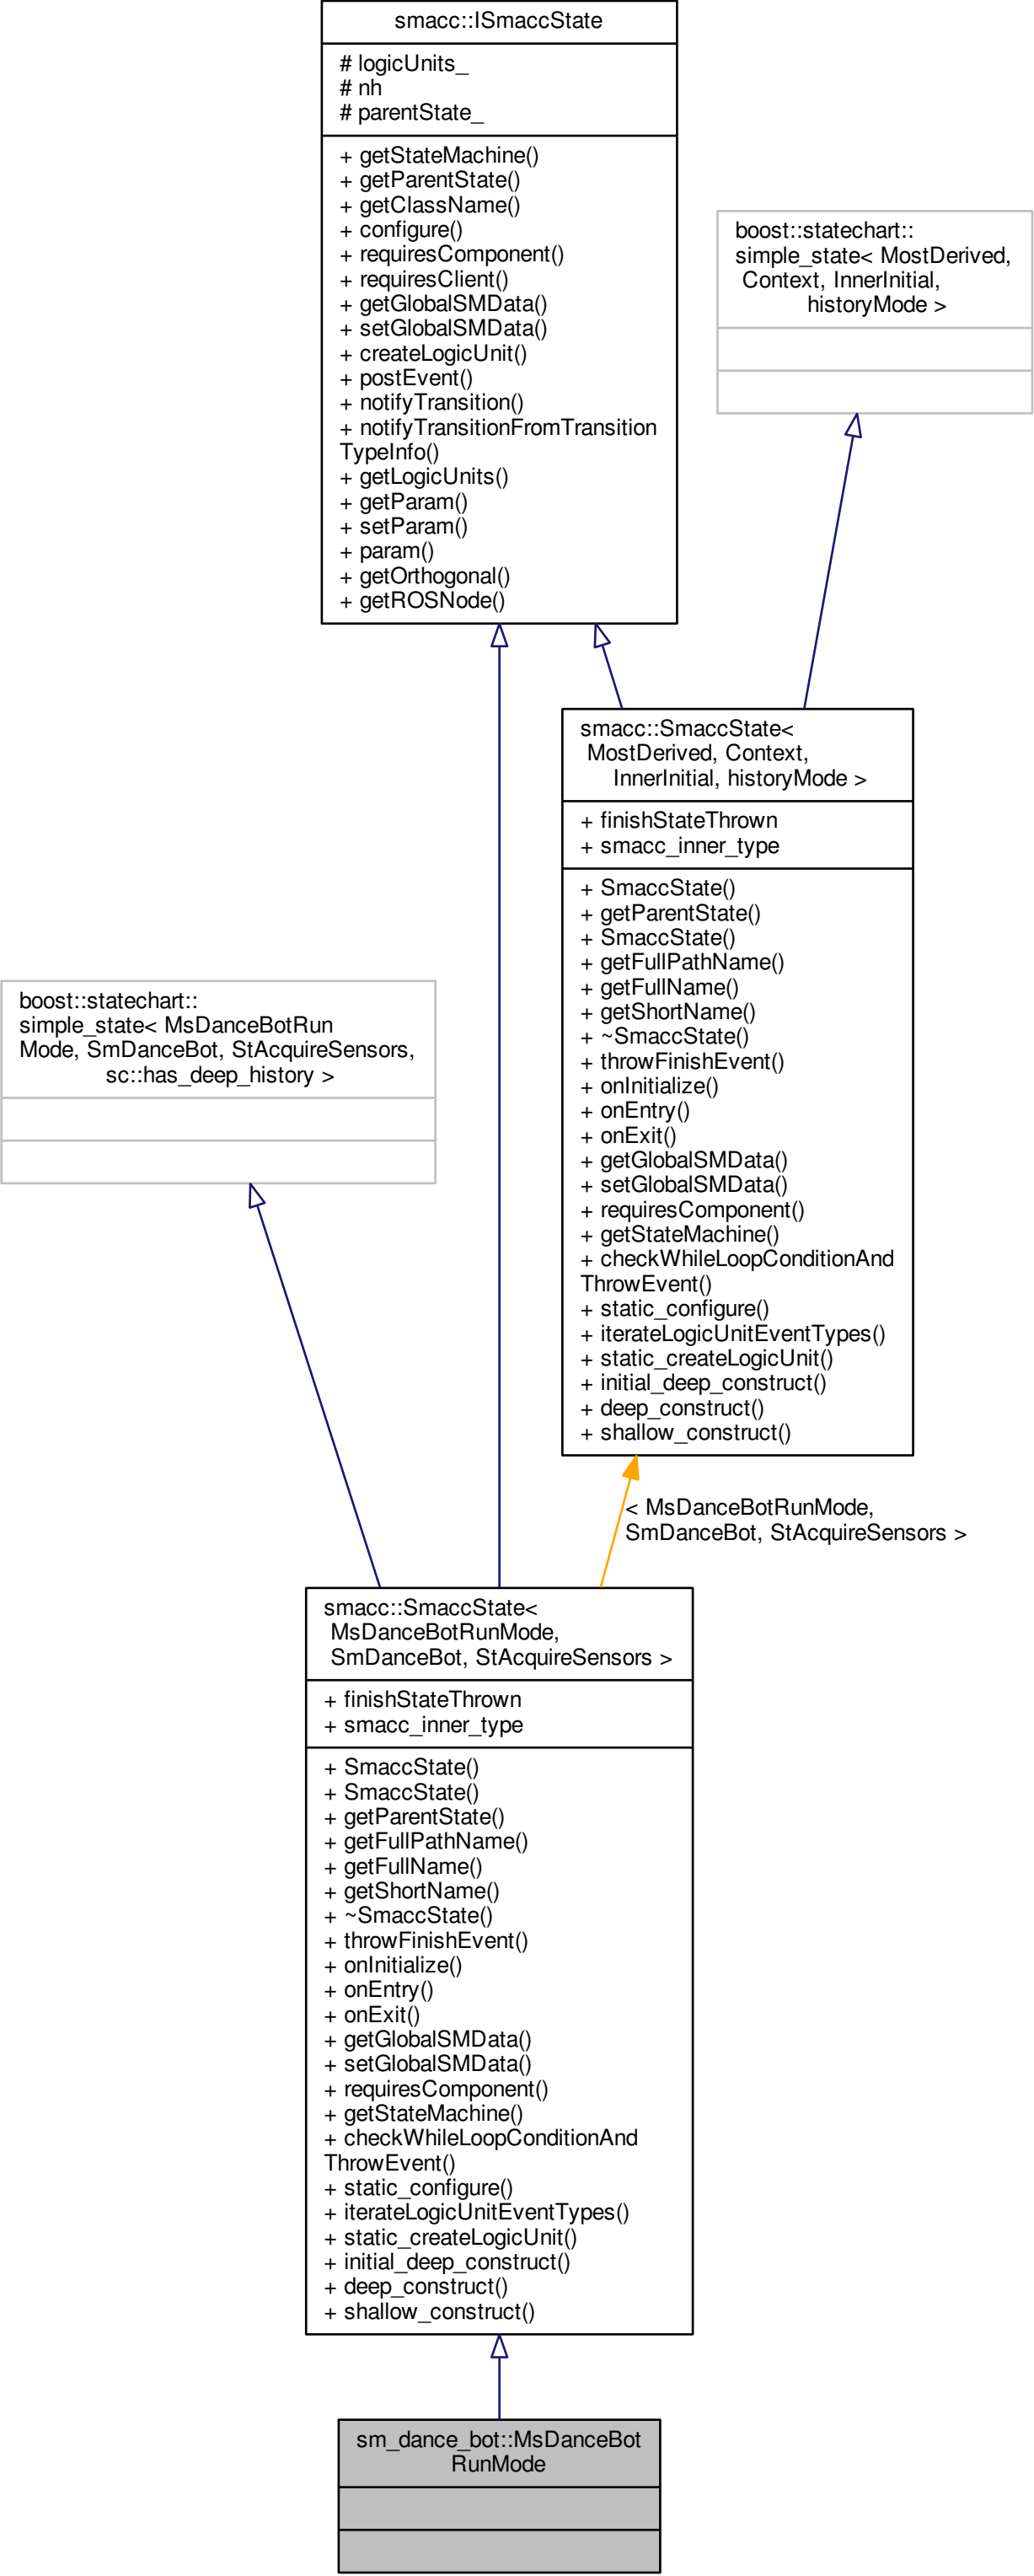 smacc::ISmaccState
# logicUnits_
# nh
# parentState_
+ getStateMachine()
+ getParentState()
+ getClassName()
+ configure()
+ requiresComponent()
+ requiresClient()
+ getGlobalSMData()
+ setGlobalSMData()
+ createLogicUnit()
+ postEvent()
+ notifyTransition()
+ notifyTransitionFromTransition
TypeInfo()
+ getLogicUnits()
+ getParam()
+ setParam()
+ param()
+ getOrthogonal()
+ getROSNode()
boost::statechart::
simple_state< MostDerived,
Context, InnerInitial,
historyMode >
smacc::SmaccState<
MostDerived, Context,
InnerInitial, historyMode >
+ finishStateThrown
+ smacc_inner_type
+ SmaccState()
+ getParentState()
+ SmaccState()
+ getFullPathName()
+ getFullName()
+ getShortName()
+ ~SmaccState()
+ throwFinishEvent()
+ onInitialize()
+ onEntry()
+ onExit()
+ getGlobalSMData()
+ setGlobalSMData()
+ requiresComponent()
+ getStateMachine()
+ checkWhileLoopConditionAnd
ThrowEvent()
+ static_configure()
+ iterateLogicUnitEventTypes()
+ static_createLogicUnit()
+ initial_deep_construct()
+ deep_construct()
+ shallow_construct()
boost::statechart::
simple_state< MsDanceBotRun
Mode, SmDanceBot, StAcquireSensors,
sc::has_deep_history >
< MsDanceBotRunMode,
SmDanceBot, StAcquireSensors >
smacc::SmaccState<
MsDanceBotRunMode,
SmDanceBot, StAcquireSensors >
+ finishStateThrown
+ smacc_inner_type
+ SmaccState()
+ SmaccState()
+ getParentState()
+ getFullPathName()
+ getFullName()
+ getShortName()
+ ~SmaccState()
+ throwFinishEvent()
+ onInitialize()
+ onEntry()
+ onExit()
+ getGlobalSMData()
+ setGlobalSMData()
+ requiresComponent()
+ getStateMachine()
+ checkWhileLoopConditionAnd
ThrowEvent()
+ static_configure()
+ iterateLogicUnitEventTypes()
+ static_createLogicUnit()
+ initial_deep_construct()
+ deep_construct()
+ shallow_construct()
sm_dance_bot::MsDanceBot
RunMode